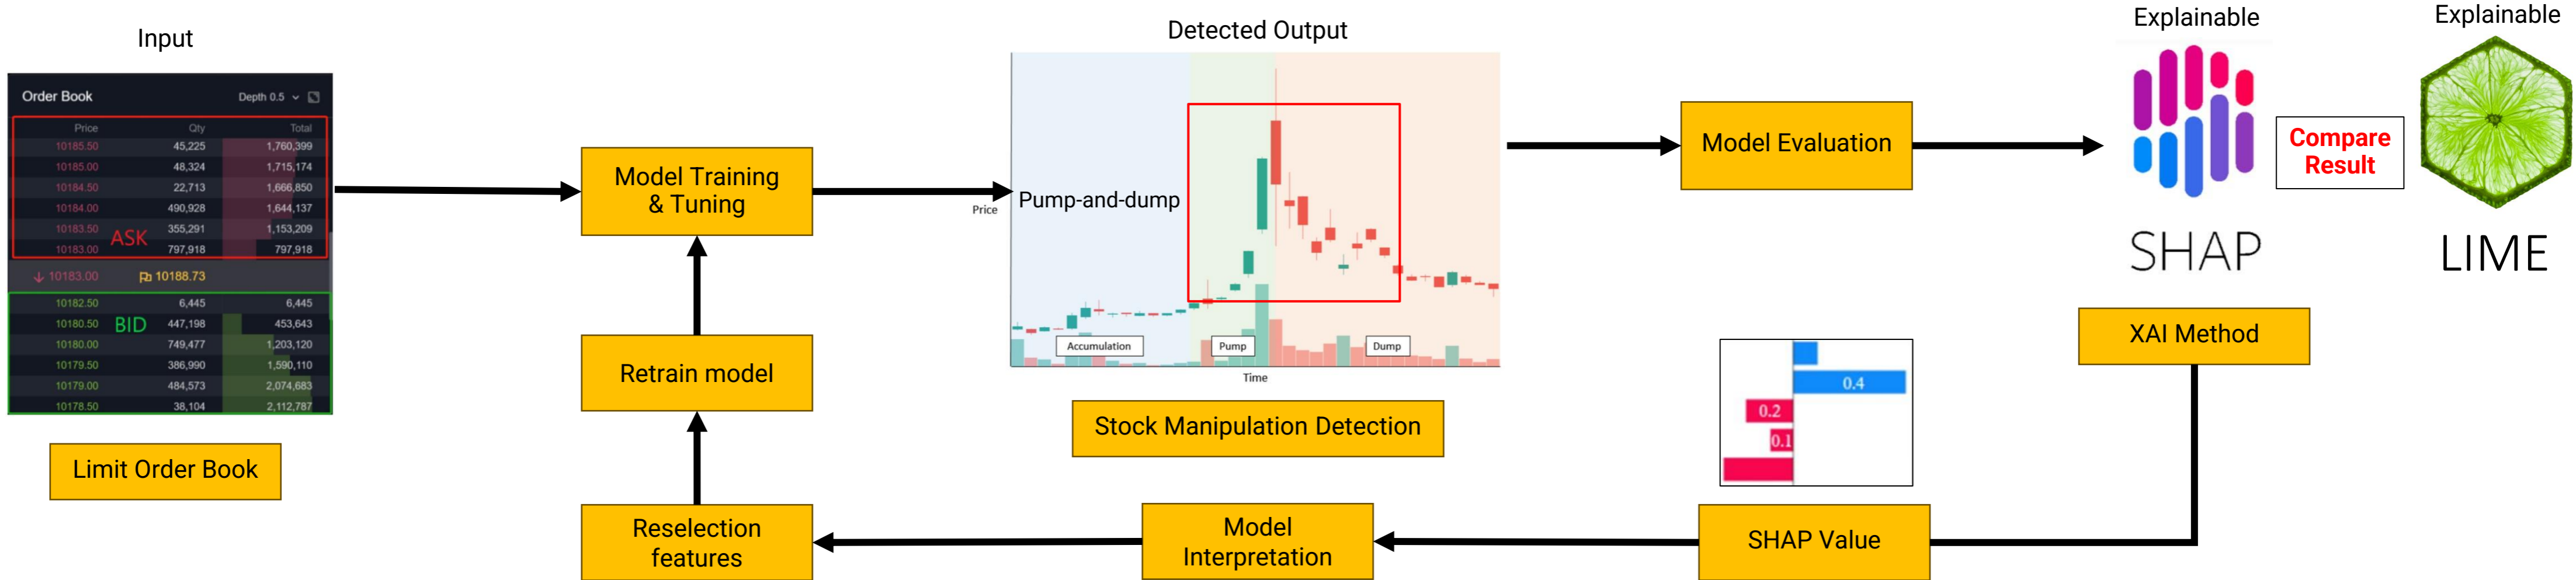 Input
Order Book
Depth 0.5
Price Qty Total
10185.50 45,225 1,760,399
10185.00 48,324 1,715,174
10184.50 22,713 1,666,850
10184.00 490,928 1,644,137
10183.50 355,291 1,153,209
ASK
10183.00 797,918 797,918
10183.00 10188.73
10182.50 6,445 6,445
10180.50 BID 447,198 453,643
10180.00 749,477 1,203,120
10179.50 386,990 1,590,110
10179.00 484,573 2,074,683
10178.50 38,104 2,112,787
Limit Order Book
Model Training
& Tuning
Retrain model
Reselection
features
Detected Output
Price
Pump-and-dump
Accumulation
Pump
Dump
Time
Stock Manipulation Detection
Model
Interpretation
Model Evaluation
0.4
0.2
0.1
SHAP Value
Explainable
SHAP
Compare
Result
Explainable
LIME
XAI Method